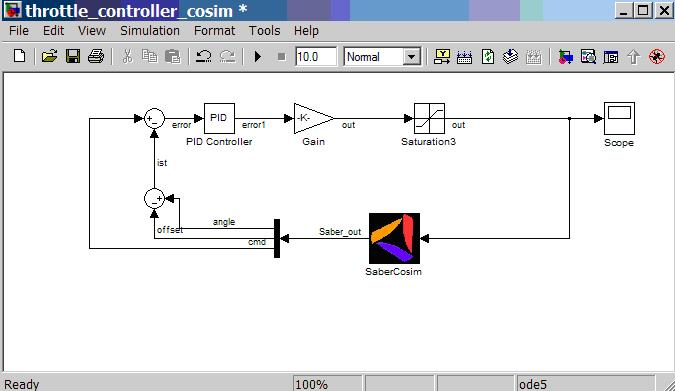 throttle_controller_cosim *
File Edit View Simulation Format Tools Help
10.0 Normal
+ -
error
PID
error1
-K-
out
out
PID Controller
Gain
Saturation3
Scope
ist
- +
angle
offset
cmd
Saber_out
SaberCosim
Ready 100% ode5